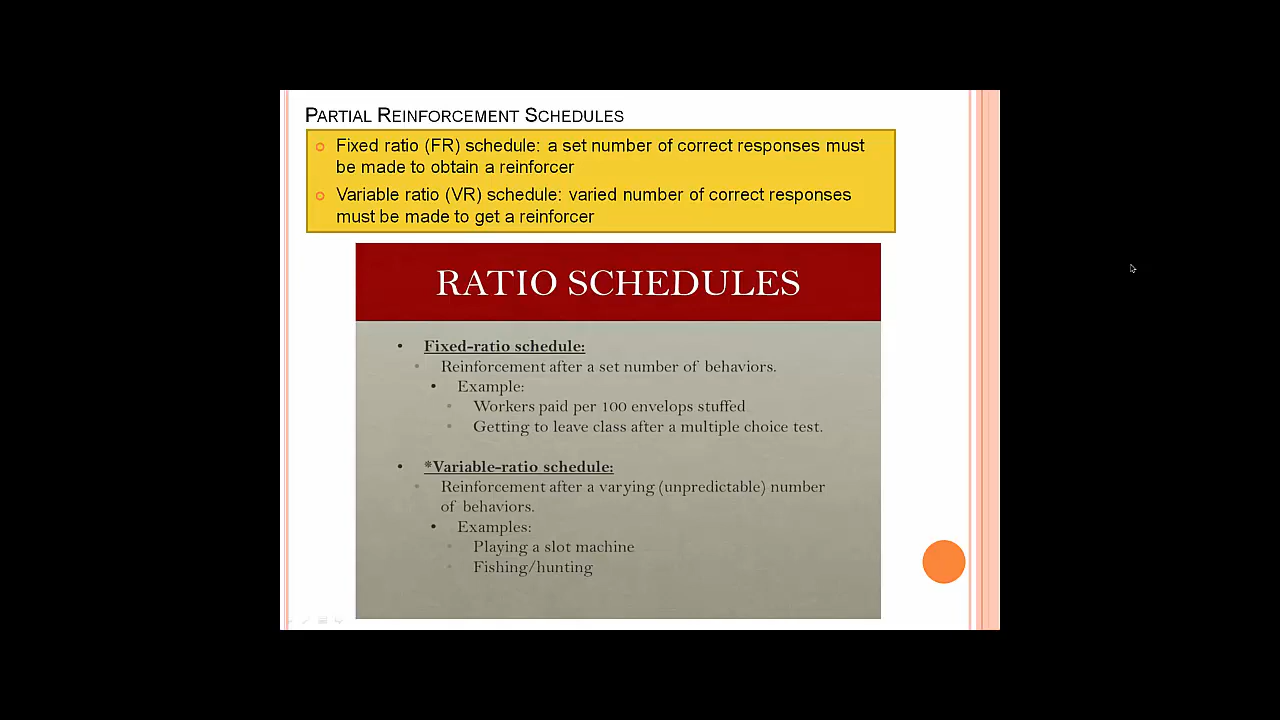 PARTIAL REINFORCEMENT SCHEDULES
Fixed ratio (FR) schedule: a set number of correct responses must
be made to obtain a reinforcer
Variable ratio (VR) schedule: varied number of correct responses
must be made to get a reinforcer
RATIO SCHEDULES
• Fixed-ratio schedule:
Reinforcement after a set number of behaviors.
• Example:
Workers paid per 100 envelops stuffed
Getting to leave class after a multiple choice test.
• *Variable-ratio schedule:
Reinforcement after a varying (unpredictable) number
of behaviors.
• Examples:
Playing a slot machine
Fishing/hunting